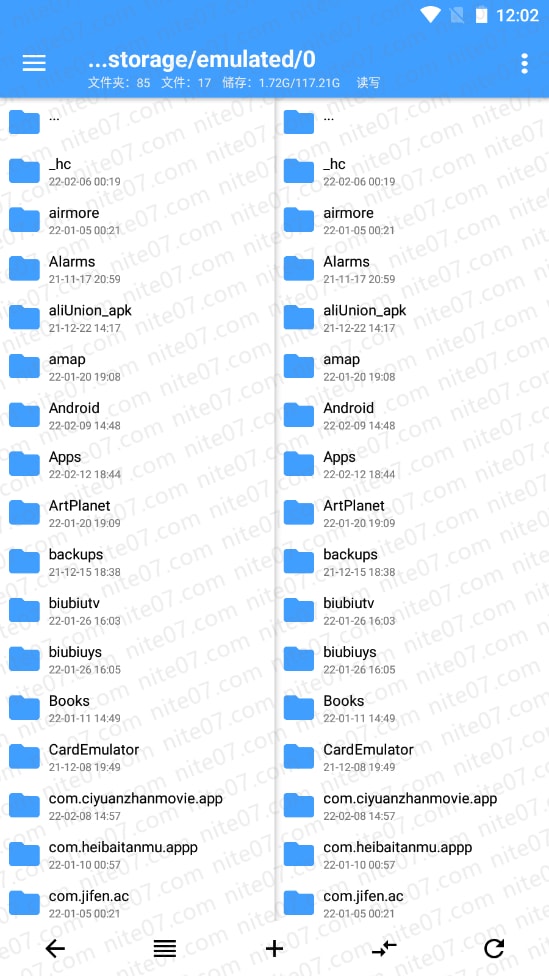 12:02
...storage/emulated/0
文件夹：85 文件：17 储存：1.72G/117.21G 读写
...
_hc
22-02-06 00:19
airmore
22-01-05 00:21
Alarms
21-11-17 20:59
aliUnion_apk
21-12-22 14:17
amap
22-01-20 19:08
Android
22-02-09 14:48
Apps
22-02-12 18:44
ArtPlanet
22-01-20 19:09
backups
21-12-15 18:38
biubiutv
22-01-26 16:03
biubiuys
22-01-26 16:05
Books
22-01-11 14:49
CardEmulator
21-12-08 19:49
com.ciyuanzhanmovie.app
22-02-08 14:57
com.heibaitanmu.appp
22-01-10 00:57
com.jifen.ac
22-01-05 00:21
...
_hc
22-02-06 00:19
airmore
22-01-05 00:21
Alarms
21-11-17 20:59
aliUnion_apk
21-12-22 14:17
amap
22-01-20 19:08
Android
22-02-09 14:48
Apps
22-02-12 18:44
ArtPlanet
22-01-20 19:09
backups
21-12-15 18:38
biubiutv
22-01-26 16:03
biubiuys
22-01-26 16:05
Books
22-01-11 14:49
CardEmulator
21-12-08 19:49
com.ciyuanzhanmovie.app
22-02-08 14:57
com.heibaitanmu.appp
22-01-10 00:57
com.jifen.ac
22-01-05 00:21
nite07.com